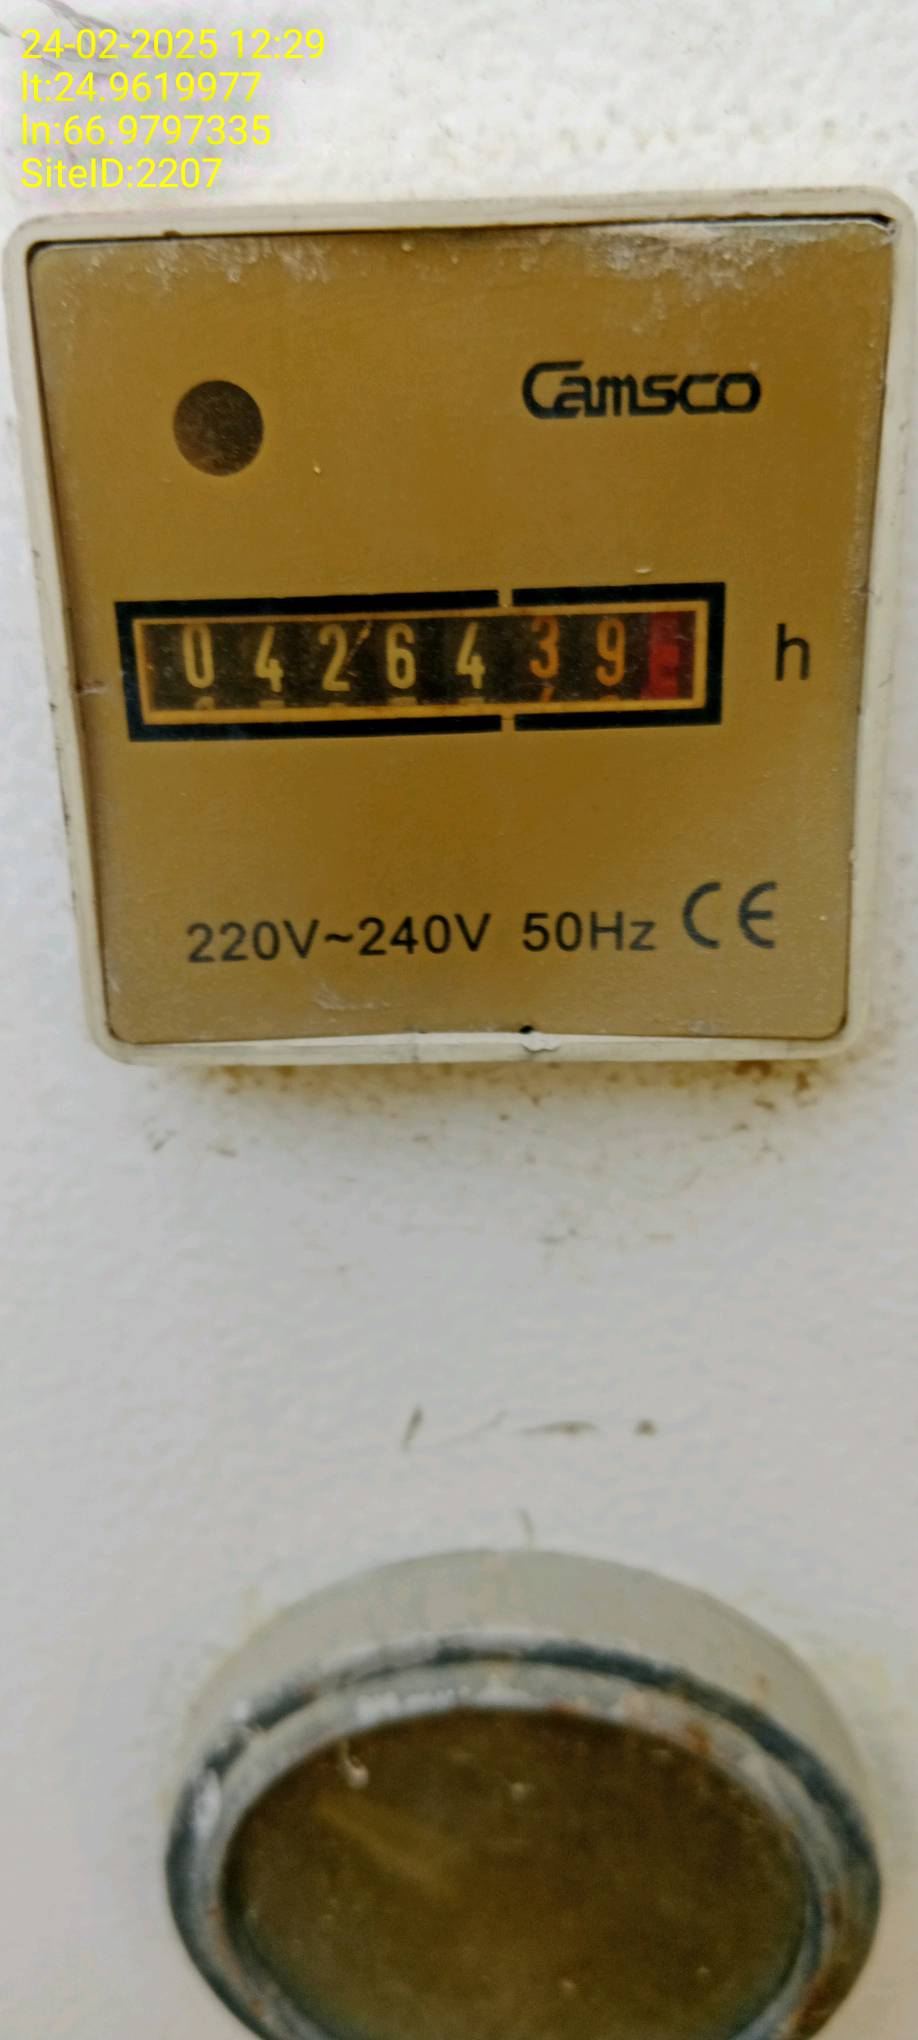 24-02-2025 12:29
lt:24.9619977
ln:66.9797335
SiteID:2207
Camsco
0426439 h
220V~240V 50Hz CE